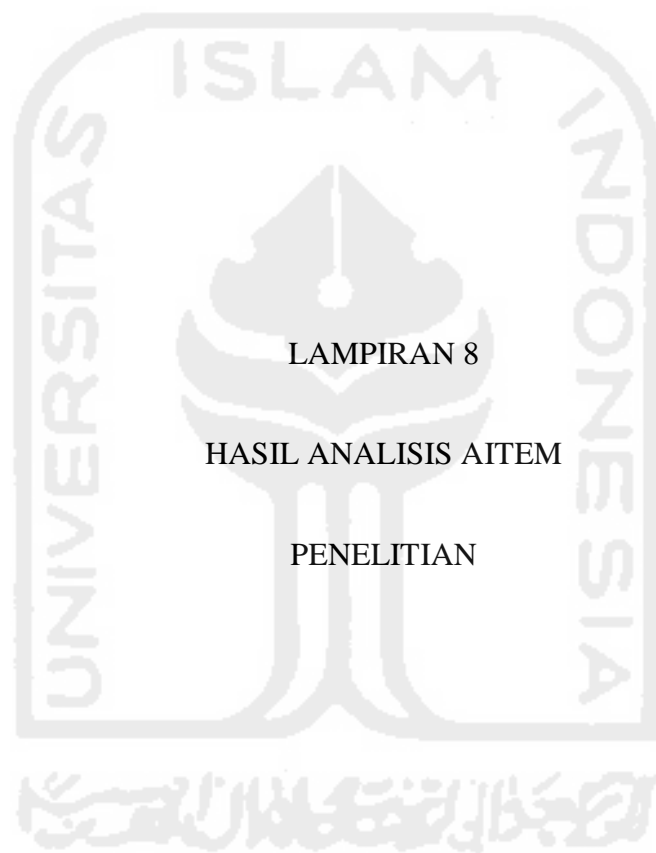 ISLAM
UNIVERSITAS
INDONESIA
LAMPIRAN 8
HASIL ANALISIS AITEM
PENELITIAN